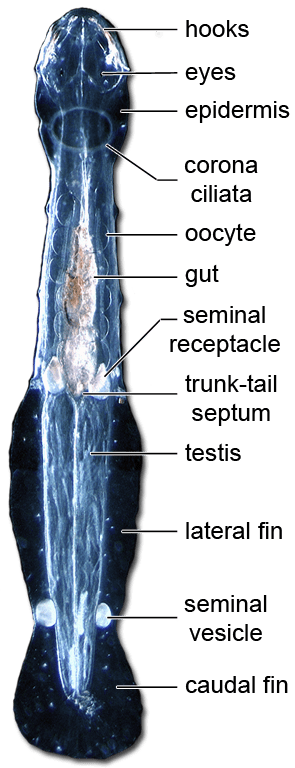 hooks
eyes
epidermis
corona
ciliata
oocyte
gut
seminal
receptacle
trunk-tail
septum
testis
lateral fin
seminal
vesicle
caudal fin